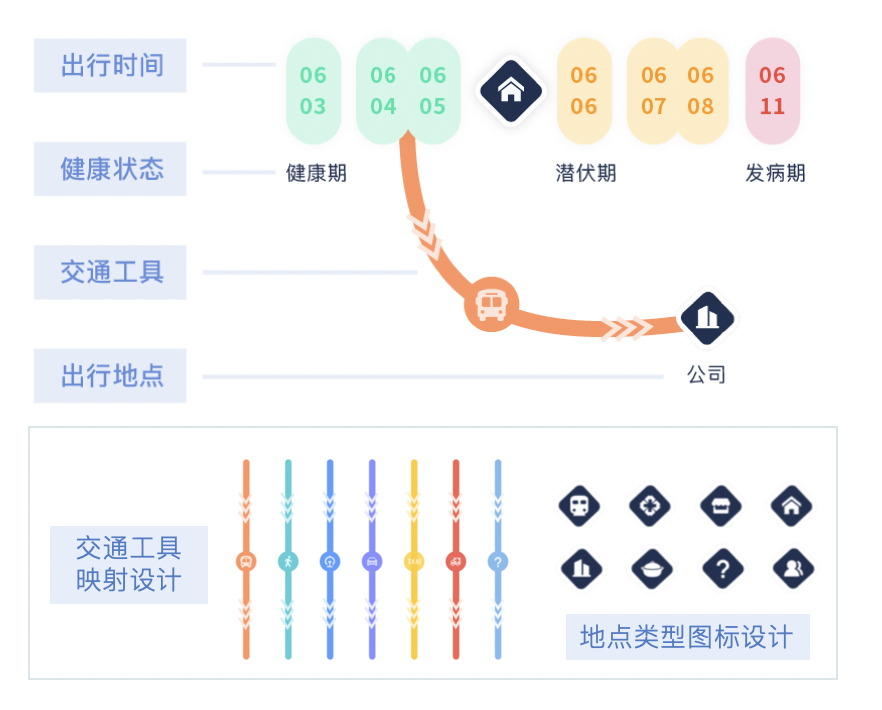 出行时间
06 06 06 06 06 06 06
03 04 05 06 07 08 11
健康状态
健康期 潜伏期 发病期
交通工具
出行地点
公司
交通工具
映射设计
TAXI
?
?
地点类型图标设计